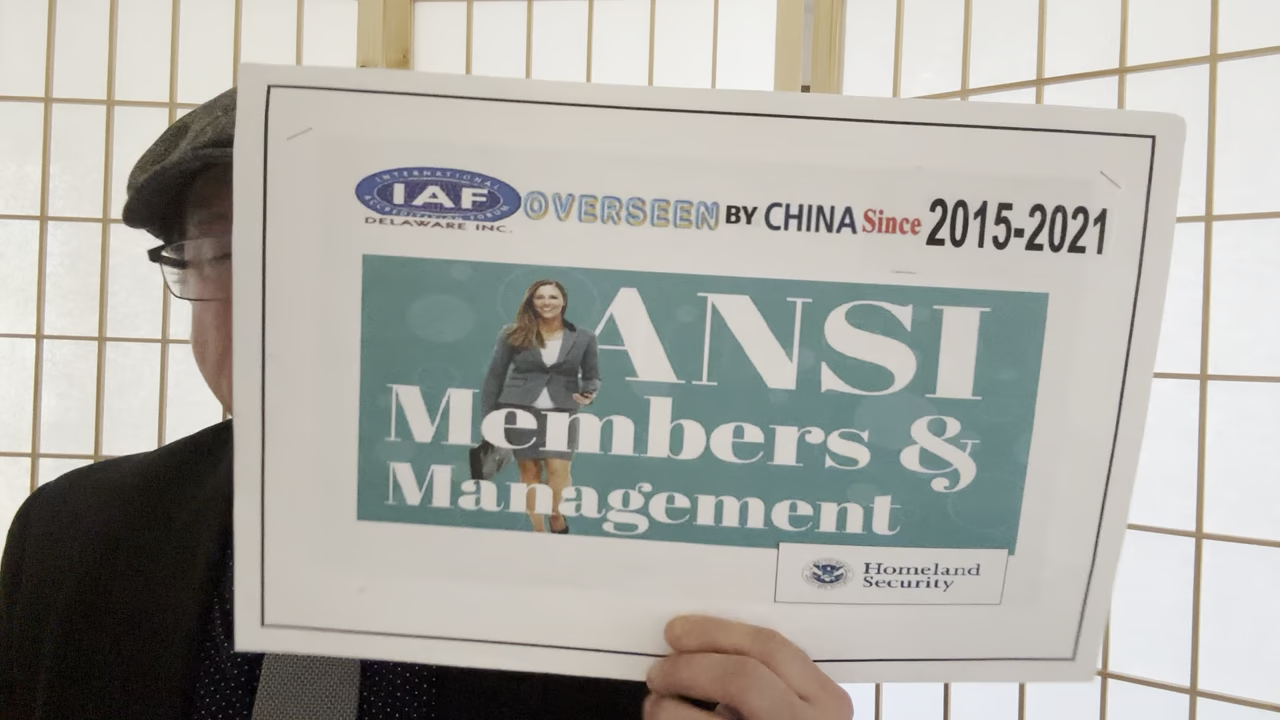 INTERNATIONAL
IAF
ACCREDITATION FORUM
DELAWARE INC.
OVERSEEN BY CHINA Since 2015-2021
ANSI
Members &
Management
Homeland
Security